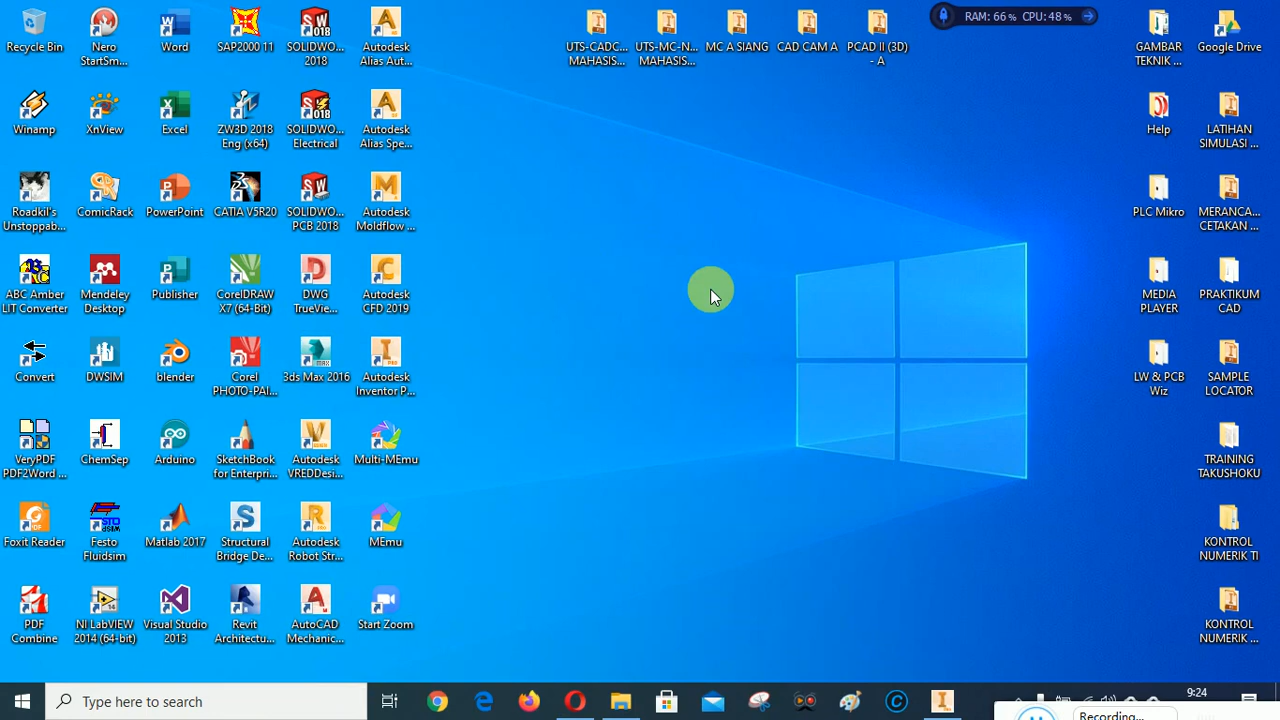 Recycle Bin
Nero
StartSm...
Word
SAP2000 11
SOLIDWO...
2018
Autodesk
Alias Aut...
UTS-CADC...
MAHASIS...
UTS-MC-N...
MAHASIS...
MC A SIANG
CAD CAM A
PCAD II (3D)
- A
RAM: 66 % CPU: 48 %
GAMBAR
TEKNIK ...
Google Drive
Winamp
XnView
Excel
ZW3D 2018
Eng (x64)
SOLIDWO...
Electrical
Autodesk
Alias Spe...
Help
LATIHAN
SIMULASI ...
Roadkil's
Unstoppab...
ComicRack
PowerPoint
CATIA V5R20
SOLIDWO...
PCB 2018
Autodesk
Moldflow ...
PLC Mikro
MERANCA...
CETAKAN ...
ABC Amber
LIT Converter
Mendeley
Desktop
Publisher
CorelDRAW
X7 (64-Bit)
DWG
TrueView...
Autodesk
CFD 2019
MEDIA
PLAYER
PRAKTIKUM
CAD
Convert
DWSIM
blender
Corel
PHOTO-PAI...
3ds Max 2016
Autodesk
Inventor P...
LW & PCB
Wiz
SAMPLE
LOCATOR
VeryPDF
PDF2Word ...
ChemSep
Arduino
SketchBook
for Enterpri...
Autodesk
VREDDesi...
Multi-MEmu
TRAINING
TAKUSHOKU
Foxit Reader
Festo
Fluidsim
Matlab 2017
Structural
Bridge De...
Autodesk
Robot Str...
MEmu
KONTROL
NUMERIK TI
PDF
Combine
NI LabVIEW
2014 (64-bit)
Visual Studio
2013
Revit
Architectu...
AutoCAD
Mechanic...
Start Zoom
KONTROL
NUMERIK ...
Type here to search
9:24
Recording...